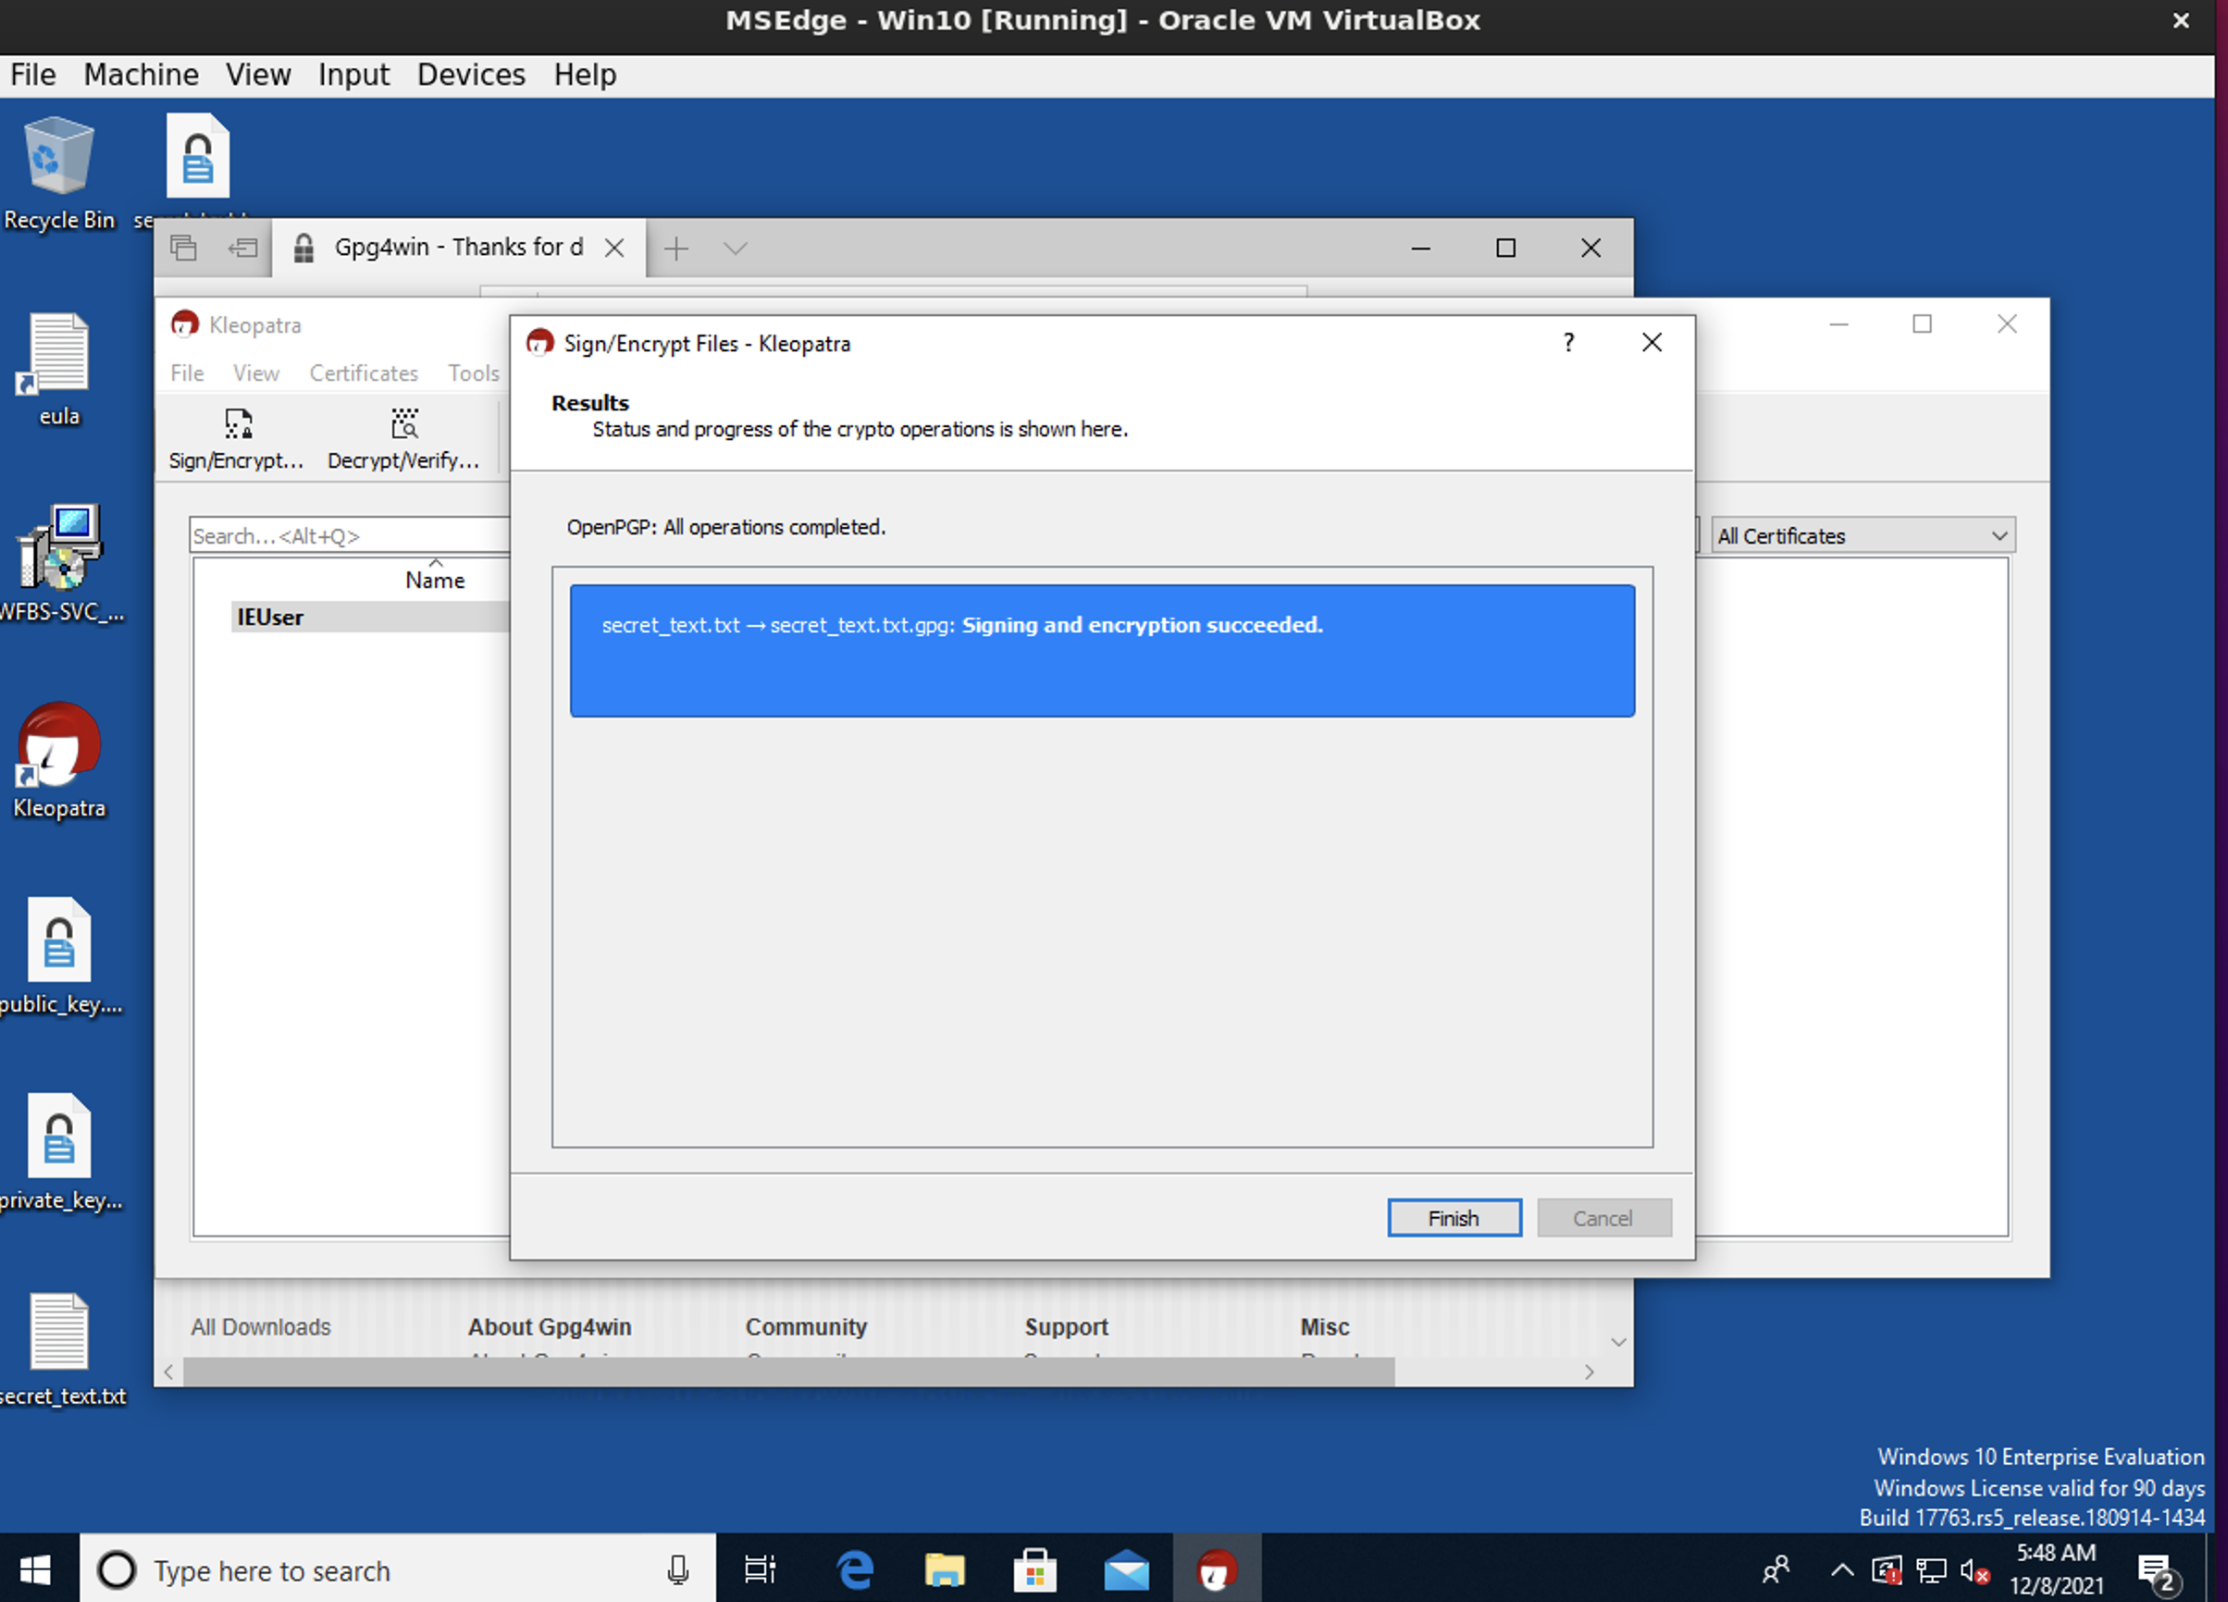 MSEdge - Win10 [Running] - Oracle VM VirtualBox
File Machine View Input Devices Help
Recycle Bin
Gpg4win - Thanks for d
Kleopatra
File View Certificates Tools
Sign/Encrypt... Decrypt/Verify...
Search...<Alt+Q>
All Certificates
Name
IEUser
Sign/Encrypt Files - Kleopatra
?
Results
Status and progress of the crypto operations is shown here.
OpenPGP: All operations completed.
secret_text.txt → secret_text.txt.gpg: Signing and encryption succeeded.
Finish Cancel
eula
WFBS-SVC_...
Kleopatra
public_key....
private_key...
secret_text.txt
All Downloads About Gpg4win Community Support Misc
Windows 10 Enterprise Evaluation
Windows License valid for 90 days
Build 17763.rs5_release.180914-1434
Type here to search
5:48 AM
12/8/2021
2